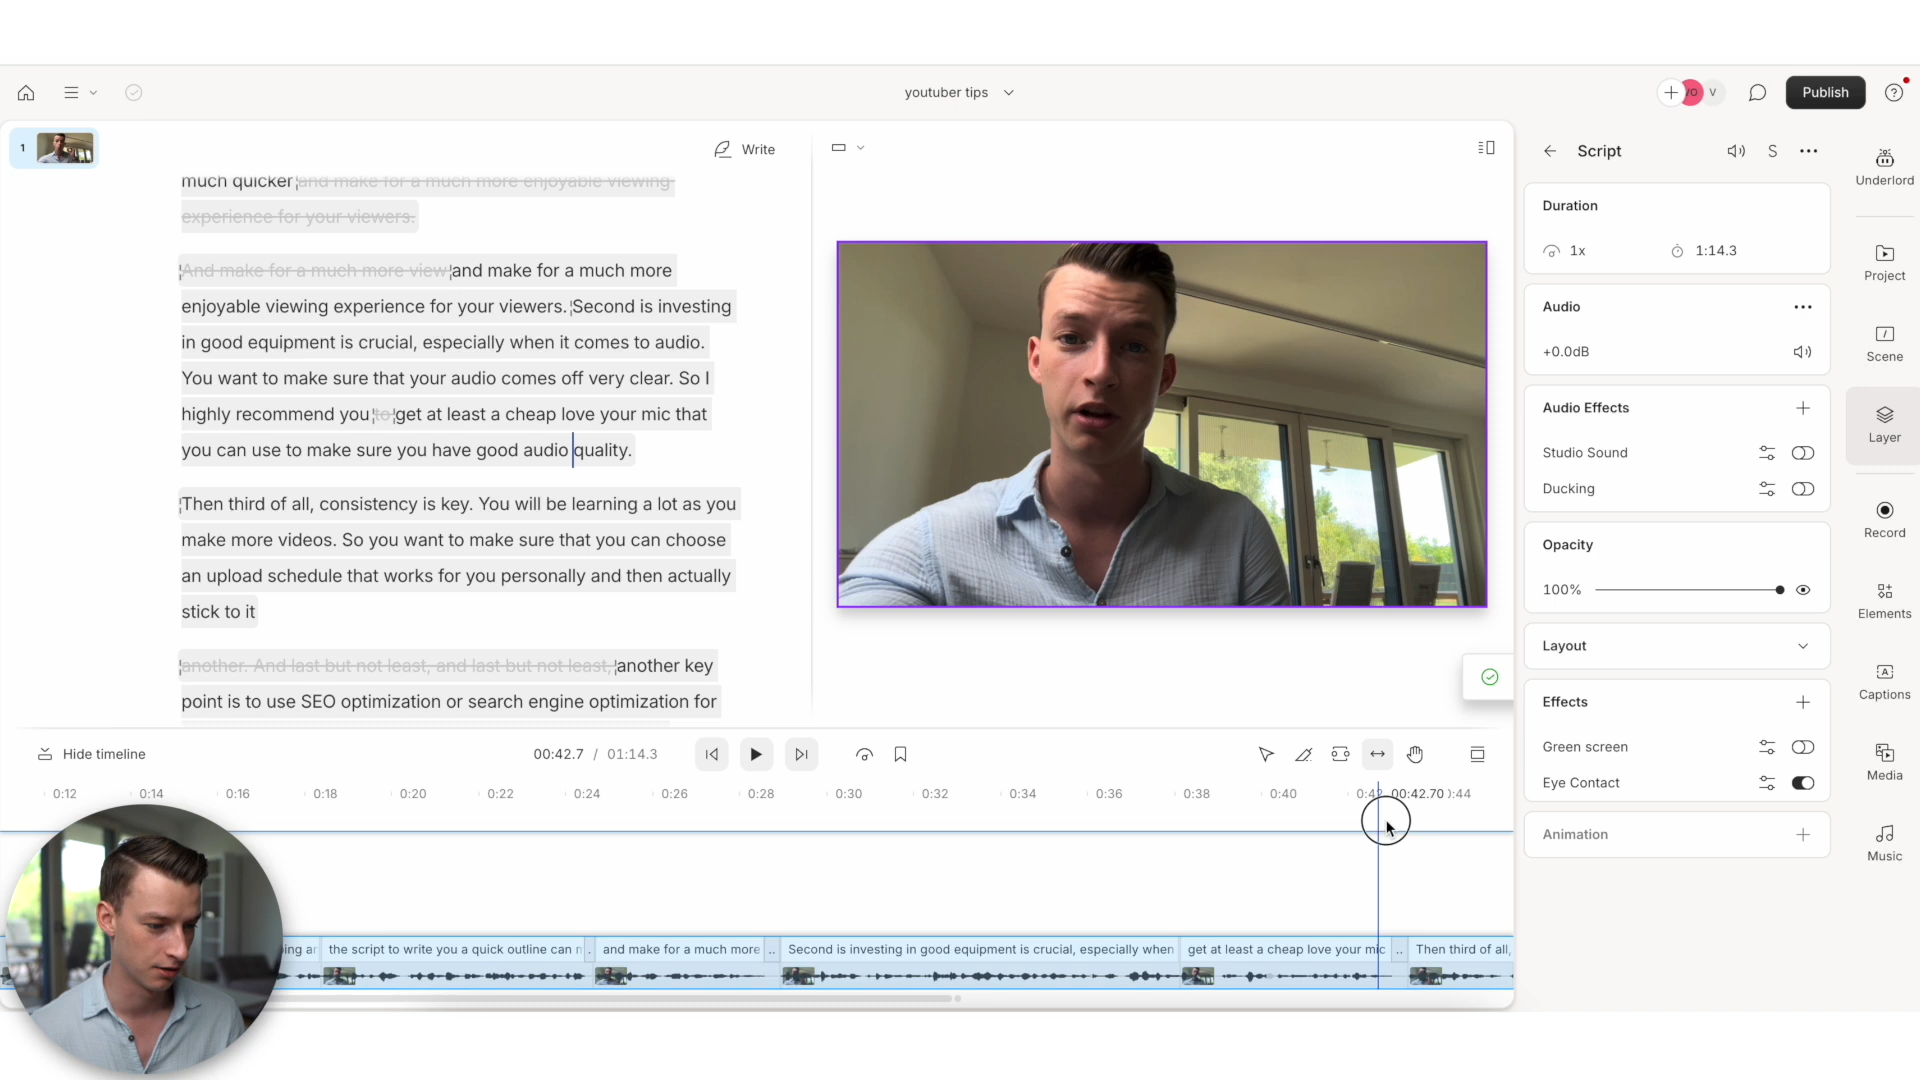 youtuber tips
VO
V
Publish
1
Write
much quicker and make for a much more enjoyable viewing
experience for your viewers.
And make for a much more view and make for a much more
enjoyable viewing experience for your viewers. Second is investing
in good equipment is crucial, especially when it comes to audio.
You want to make sure that your audio comes off very clear. So I
highly recommend you to get at least a cheap love your mic that
you can use to make sure you have good audio quality.
Then third of all, consistency is key. You will be learning a lot as you
make more videos. So you want to make sure that you can choose
an upload schedule that works for you personally and then actually
stick to it
another. And last but not least, and last but not least, another key
point is to use SEO optimization or search engine optimization for
Script
S
Duration
1x
1:14.3
Audio
+0.0dB
Audio Effects
Studio Sound
Ducking
Opacity
100%
Layout
Effects
Green screen
Eye Contact
Animation
Underlord
Project
Scene
Layer
Record
Elements
Captions
Media
Music
Hide timeline
00:42.7 / 01:14.3
0:12 0:14 0:16 0:18 0:20 0:22 0:24 0:26 0:28 0:30 0:32 0:34 0:36 0:38 0:40 00:42.70 :44
the script to write you a quick outline can
and make for a much more
..
Second is investing in good equipment is crucial, especially when
get at least a cheap love your mic
..
Then third of all,